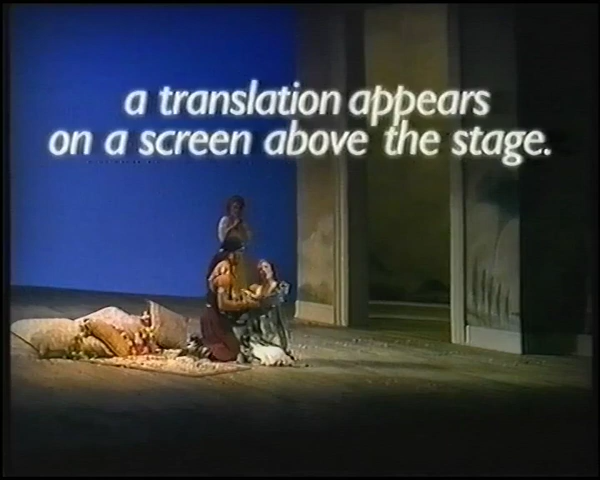 a translation appears
on a screen above the stage.